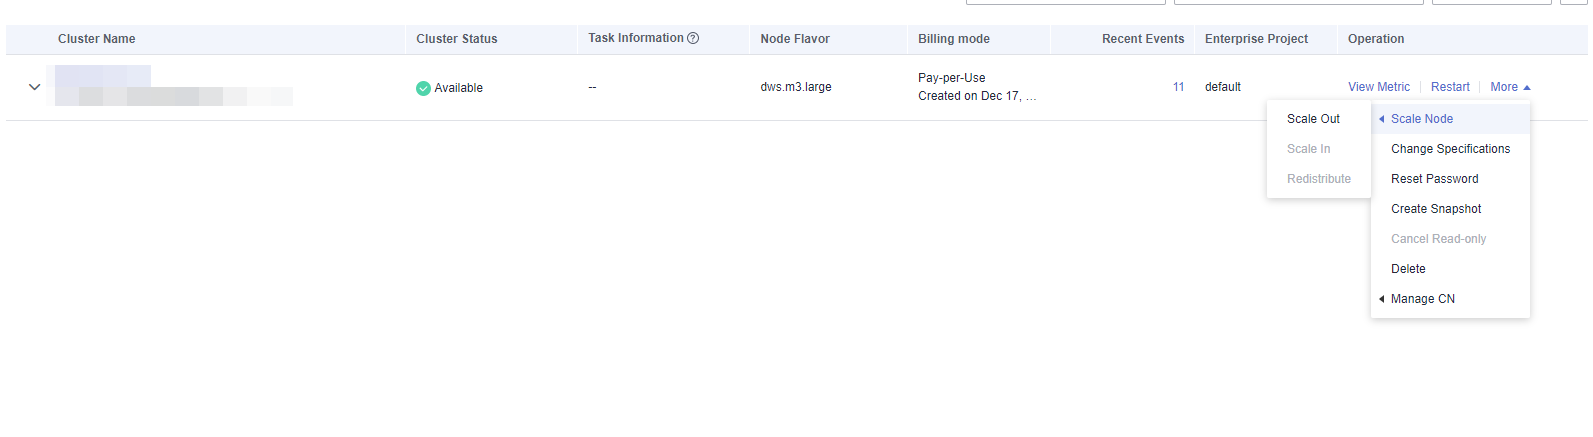 Cluster Name Cluster Status Task Information Node Flavor Billing mode Recent Events Enterprise Project Operation
Available -- dws.m3.large Pay-per-Use 11 default View Metric Restart More
Created on Dec 17, ...
Scale Out
Scale In
Redistribute
Scale Node
Change Specifications
Reset Password
Create Snapshot
Cancel Read-only
Delete
Manage CN